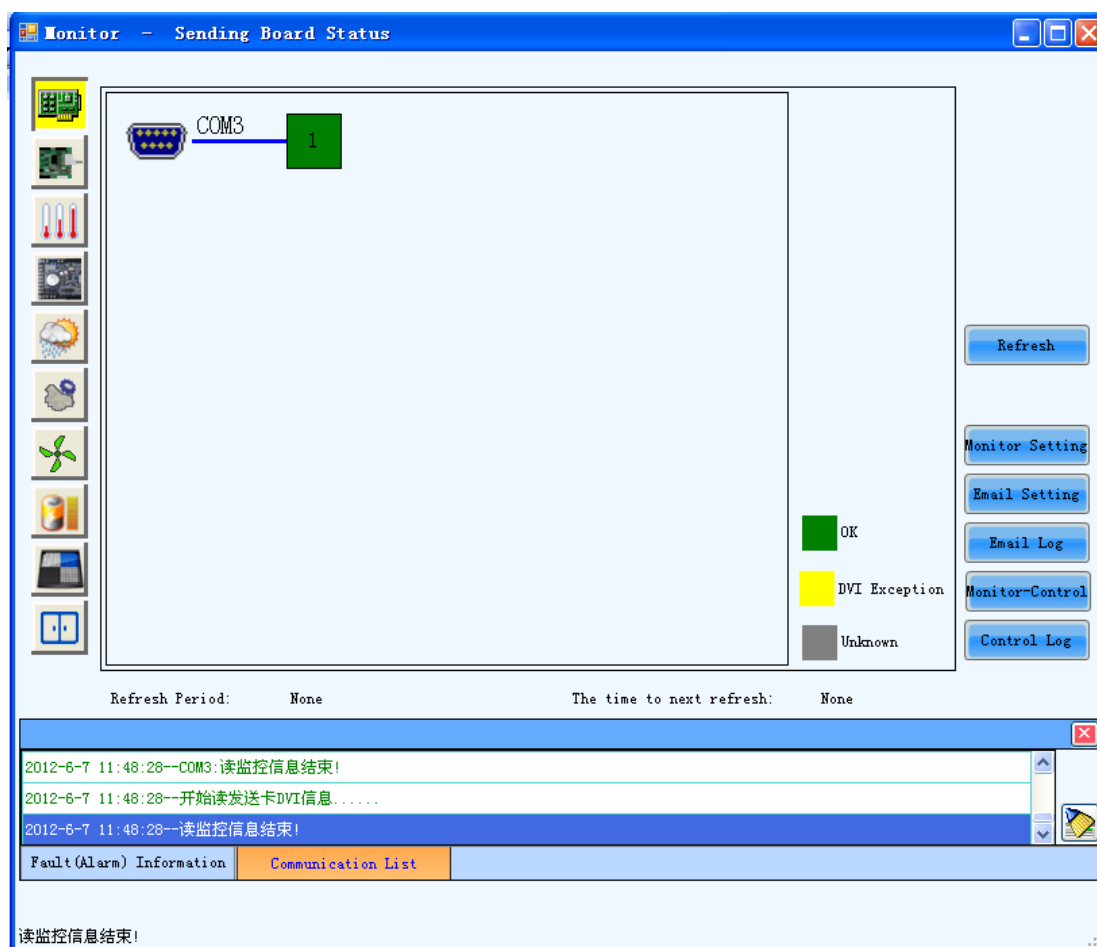 Monitor - Sending Board Status
COM3
1
Refresh
Monitor Setting
Email Setting
OK
Email Log
DVI Exception
Monitor-Control
Unknown
Control Log
Refresh Period: None The time to next refresh: None
2012-6-7 11:48:28--COM3:读监控信息结束!
2012-6-7 11:48:28--开始读发送卡DVI信息......
2012-6-7 11:48:28--读监控信息结束!
Fault(Alarm) Information Communication List
读监控信息结束!